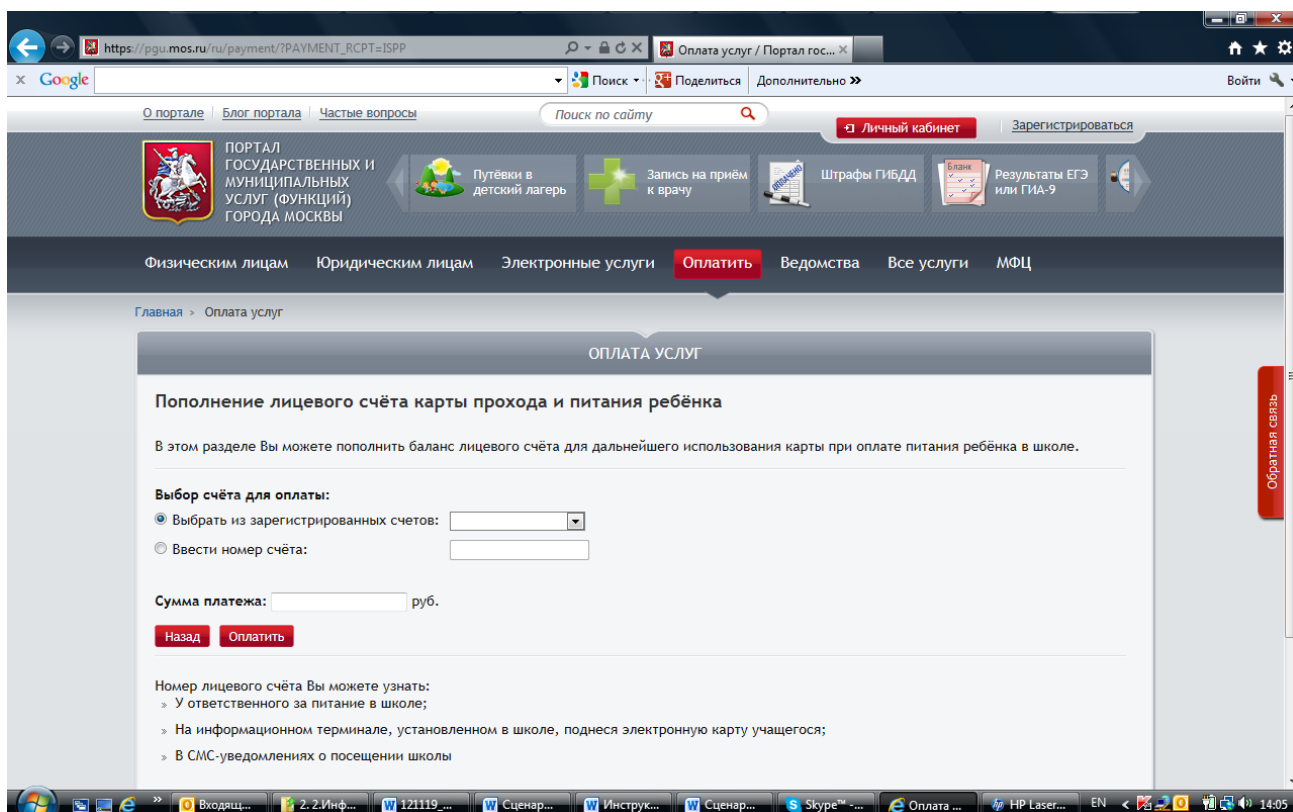 https://pgu.mos.ru/ru/payment/?PAYMENT_RCPT=ISPP
Оплата услуг / Портал гос...
x Google
Поиск
Поделиться
Дополнительно »
Войти
О портале
Блог портала
Частые вопросы
Поиск по сайту
Личный кабинет
Зарегистрироваться
ПОРТАЛ
ГОСУДАРСТВЕННЫХ И
МУНИЦИПАЛЬНЫХ
УСЛУГ (ФУНКЦИЙ)
ГОРОДА МОСКВЫ
Путёвки в
детский лагерь
Запись на приём
к врачу
ОПЛАЧЕНО
Штрафы ГИБДД
Бланк
Результаты ЕГЭ
или ГИА-9
Физическим лицам Юридическим лицам Электронные услуги Оплатить Ведомства Все услуги МФЦ
Главная > Оплата услуг
ОПЛАТА УСЛУГ
Пополнение лицевого счёта карты прохода и питания ребёнка
В этом разделе Вы можете пополнить баланс лицевого счёта для дальнейшего использования карты при оплате питания ребёнка в школе.
Обратная связь
Выбор счёта для оплаты:
Выбрать из зарегистрированных счетов:
Ввести номер счёта:
Сумма платежа: руб.
Назад Оплатить
Номер лицевого счёта Вы можете узнать:
» У ответственного за питание в школе;
» На информационном терминале, установленном в школе, поднеся электронную карту учащегося;
» В СМС-уведомлениях о посещении школы
» Входящ... 2. 2.Инф... 121119_... Сценар... Инструк... Сценар... Skype™ -... Оплата ... HP Laser... EN 14:05